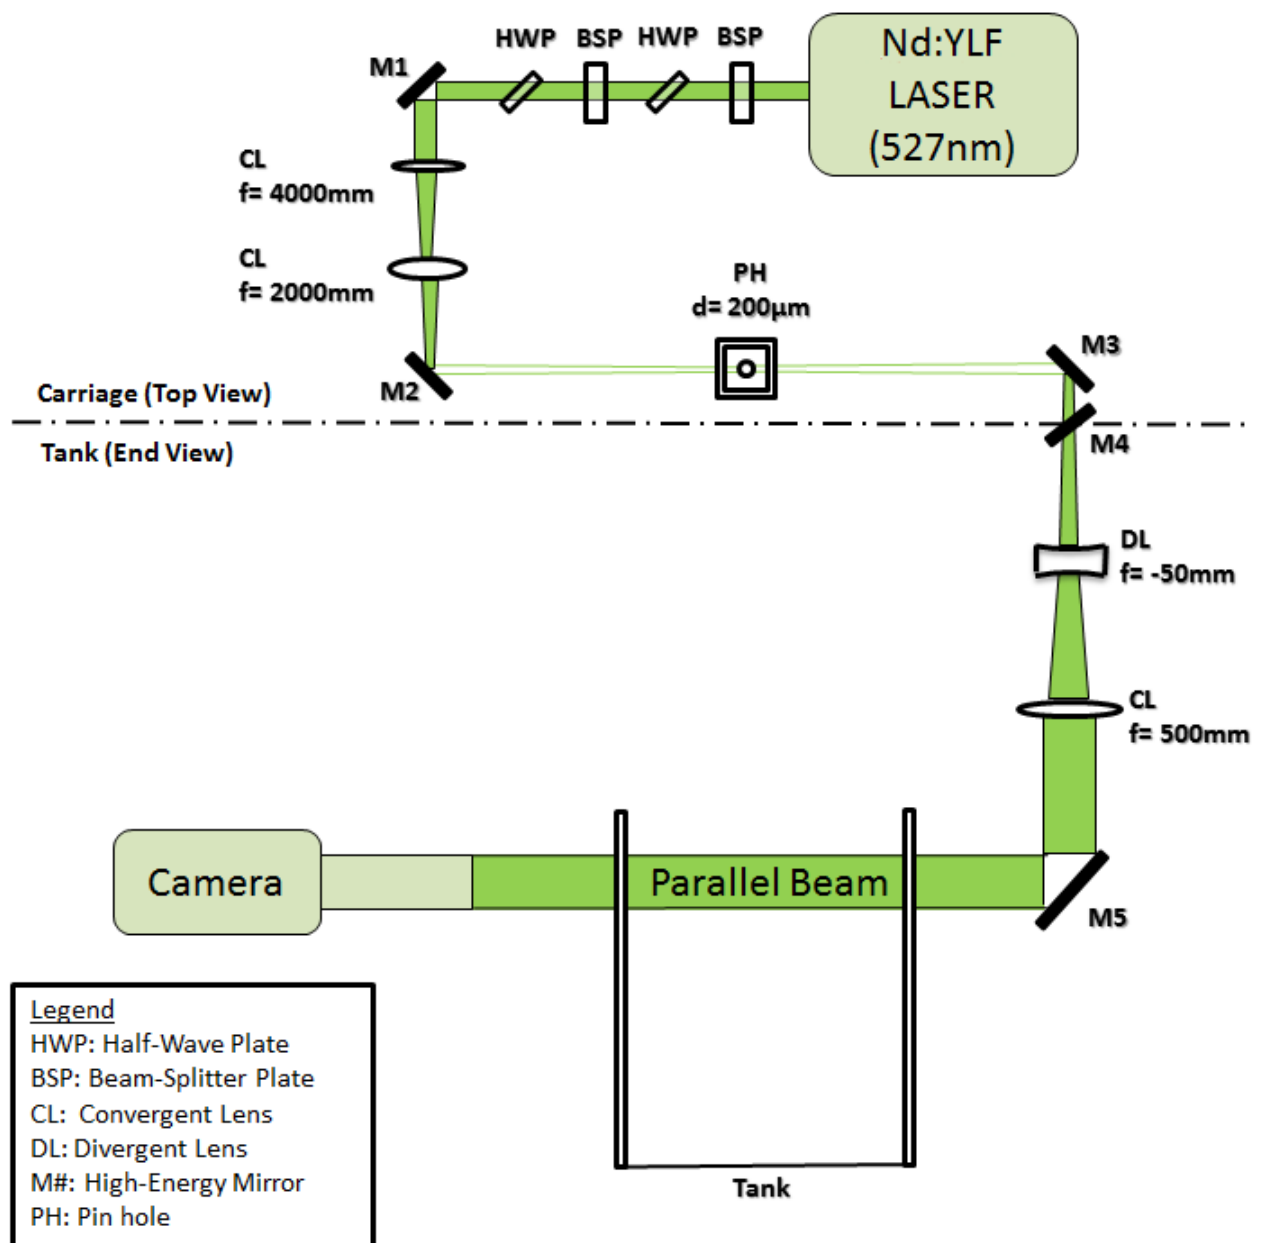 HWP BSP HWP BSP
Nd:YLF
LASER
(527nm)
M1
CL
f= 4000mm
CL
f= 2000mm
PH
d= 200µm
M3
M2
Carriage (Top View)
M4
Tank (End View)
DL
f= -50mm
CL
f= 500mm
Camera
Parallel Beam
M5
Legend
HWP: Half-Wave Plate
BSP: Beam-Splitter Plate
CL: Convergent Lens
DL: Divergent Lens
M#: High-Energy Mirror
PH: Pin hole
Tank